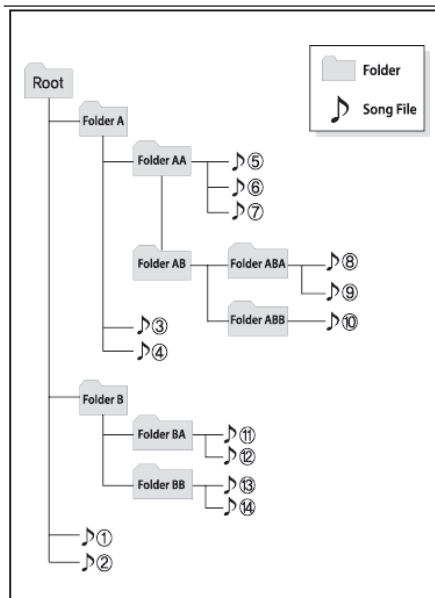 Root
Folder
Song File
Folder A
Folder AA
⑤
⑥
⑦
Folder AB
Folder ABA
⑧
⑨
Folder ABB
⑩
③
④
Folder B
Folder BA
⑪
⑫
Folder BB
⑬
⑭
①
②